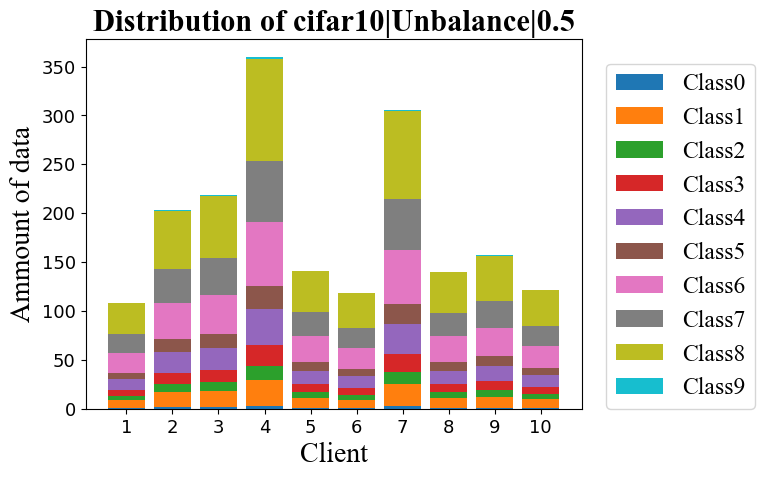 Distribution of cifar10|Unbalance|0.5
Ammount of data
350
300
250
200
150
100
50
0
1 2 3 4 5 6 7 8 9 10
Client
Class0
Class1
Class2
Class3
Class4
Class5
Class6
Class7
Class8
Class9